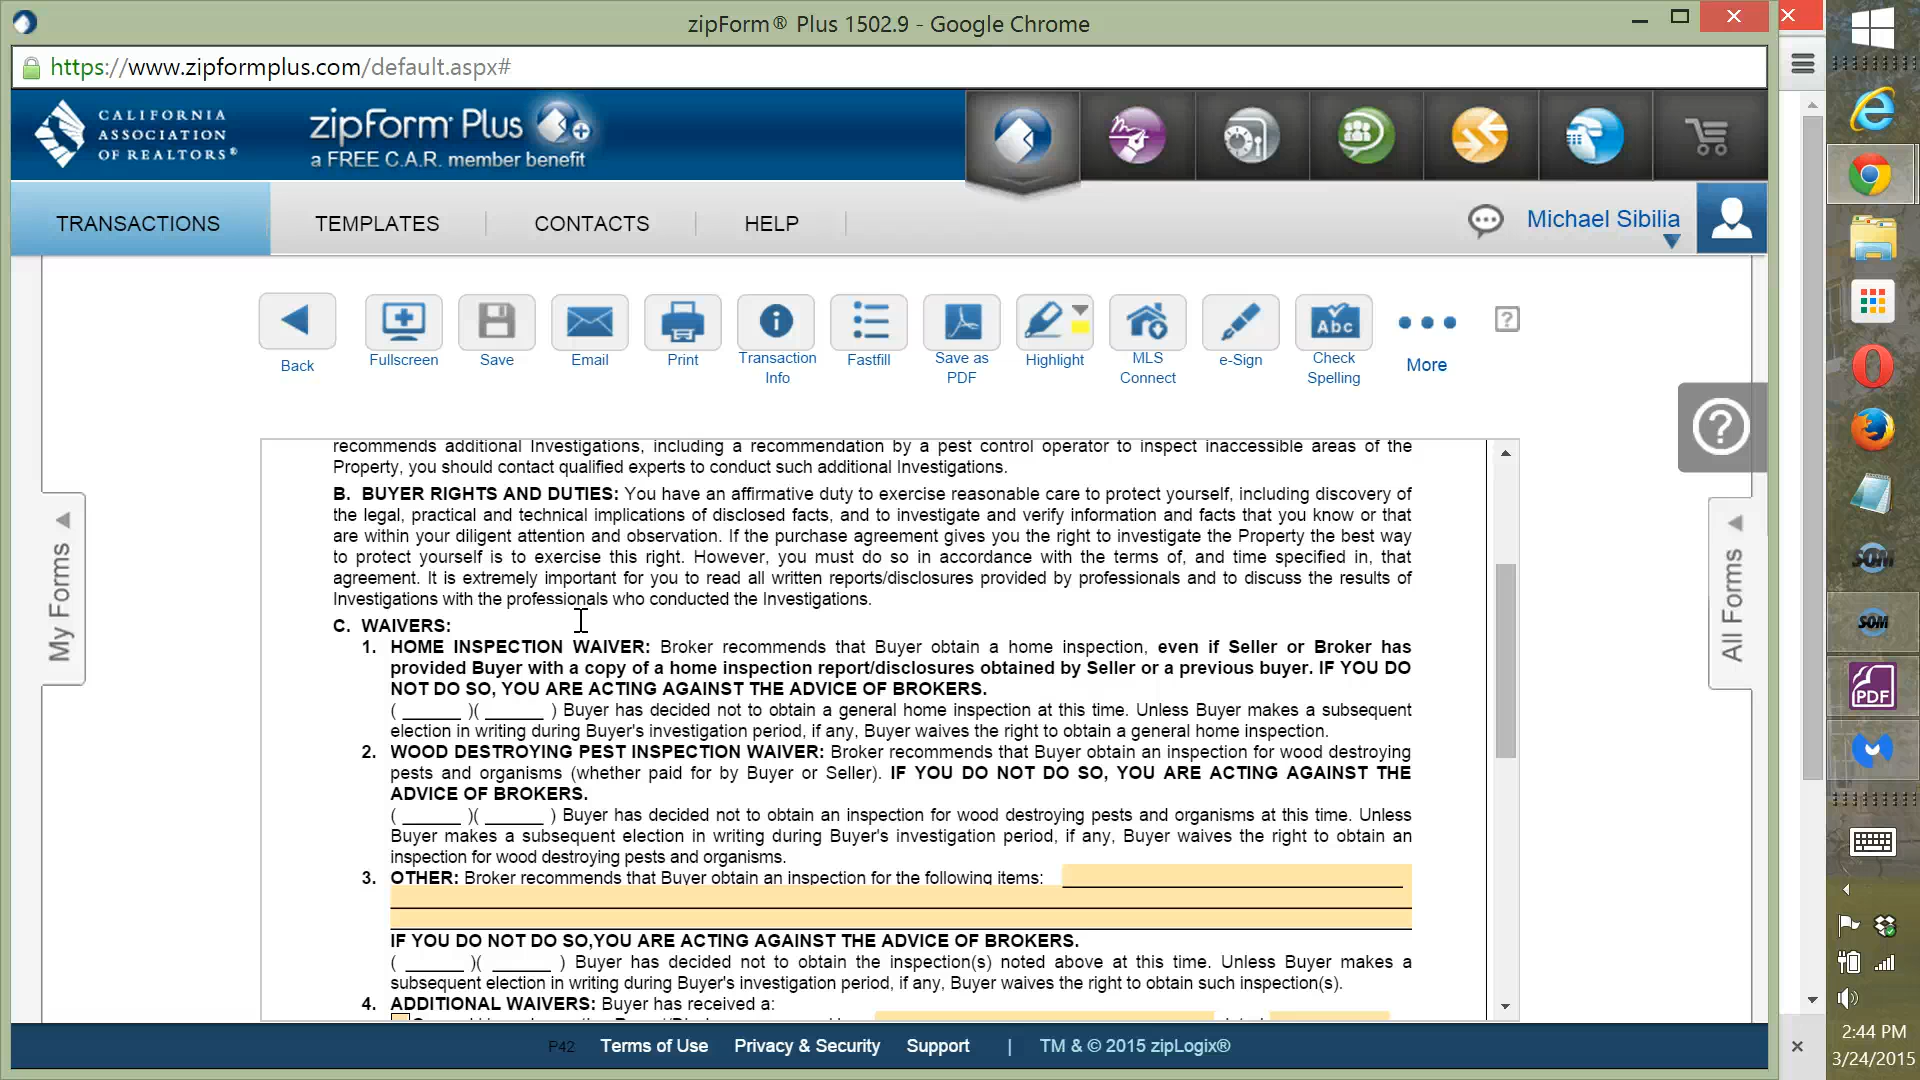 zipForm® Plus 1502.9 - Google Chrome
https://www.zipformplus.com/default.aspx#
CALIFORNIA
ASSOCIATION
OF REALTORS®
zipForm® Plus
a FREE C.A.R. member benefit
TRANSACTIONS
TEMPLATES
CONTACTS
HELP
Michael Sibilia
Back
Fullscreen
Save
Email
Print
Transaction
Info
Fastfill
Save as
PDF
Highlight
MLS
Connect
e-Sign
Abc
Check
Spelling
More
?
?
My Forms
All Forms
recommends additional Investigations, including a recommendation by a pest control operator to inspect inaccessible areas of the
Property, you should contact qualified experts to conduct such additional Investigations.
B. BUYER RIGHTS AND DUTIES: You have an affirmative duty to exercise reasonable care to protect yourself, including discovery of
the legal, practical and technical implications of disclosed facts, and to investigate and verify information and facts that you know or that
are within your diligent attention and observation. If the purchase agreement gives you the right to investigate the Property the best way
to protect yourself is to exercise this right. However, you must do so in accordance with the terms of, and time specified in, that
agreement. It is extremely important for you to read all written reports/disclosures provided by professionals and to discuss the results of
Investigations with the professionals who conducted the Investigations.
C. WAIVERS:
1. HOME INSPECTION WAIVER: Broker recommends that Buyer obtain a home inspection, even if Seller or Broker has
provided Buyer with a copy of a home inspection report/disclosures obtained by Seller or a previous buyer. IF YOU DO
NOT DO SO, YOU ARE ACTING AGAINST THE ADVICE OF BROKERS.
( ______ )( ______ ) Buyer has decided not to obtain a general home inspection at this time. Unless Buyer makes a subsequent
election in writing during Buyer's investigation period, if any, Buyer waives the right to obtain a general home inspection.
2. WOOD DESTROYING PEST INSPECTION WAIVER: Broker recommends that Buyer obtain an inspection for wood destroying
pests and organisms (whether paid for by Buyer or Seller). IF YOU DO NOT DO SO, YOU ARE ACTING AGAINST THE
ADVICE OF BROKERS.
( ______ )( ______ ) Buyer has decided not to obtain an inspection for wood destroying pests and organisms at this time. Unless
Buyer makes a subsequent election in writing during Buyer's investigation period, if any, Buyer waives the right to obtain an
inspection for wood destroying pests and organisms.
3. OTHER: Broker recommends that Buyer obtain an inspection for the following items:
IF YOU DO NOT DO SO,YOU ARE ACTING AGAINST THE ADVICE OF BROKERS.
( ______ )( ______ ) Buyer has decided not to obtain the inspection(s) noted above at this time. Unless Buyer makes a
subsequent election in writing during Buyer's investigation period, if any, Buyer waives the right to obtain such inspection(s).
4. ADDITIONAL WAIVERS: Buyer has received a:
P42
Terms of Use
Privacy & Security
Support
|
TM & © 2015 zipLogix®
SOM
SOM
PDF
2:44 PM
3/24/2015